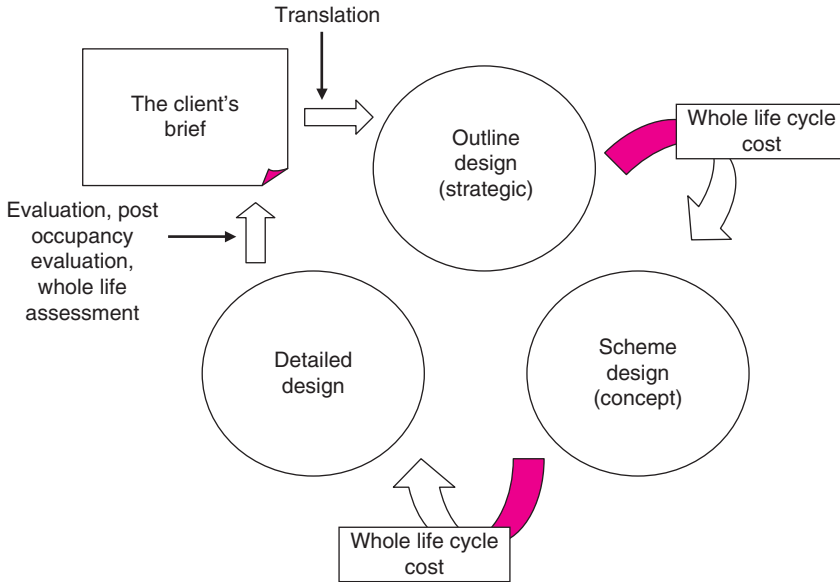 Translation
The client's
brief
Outline
design
(strategic)
Whole life cycle
cost
Evaluation, post
occupancy
evaluation,
whole life
assessment
Detailed
design
Scheme
design
(concept)
Whole life cycle
cost